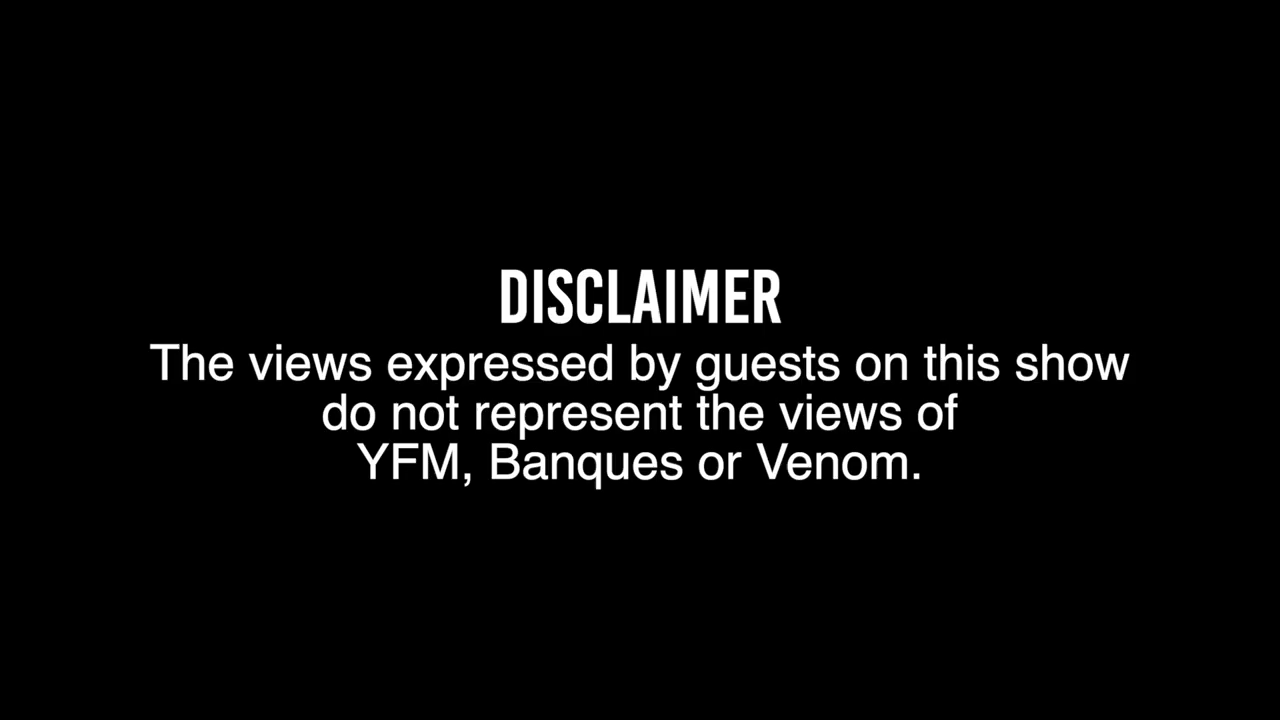 DISCLAIMER
The views expressed by guests on this show
do not represent the views of
YFM, Banques or Venom.